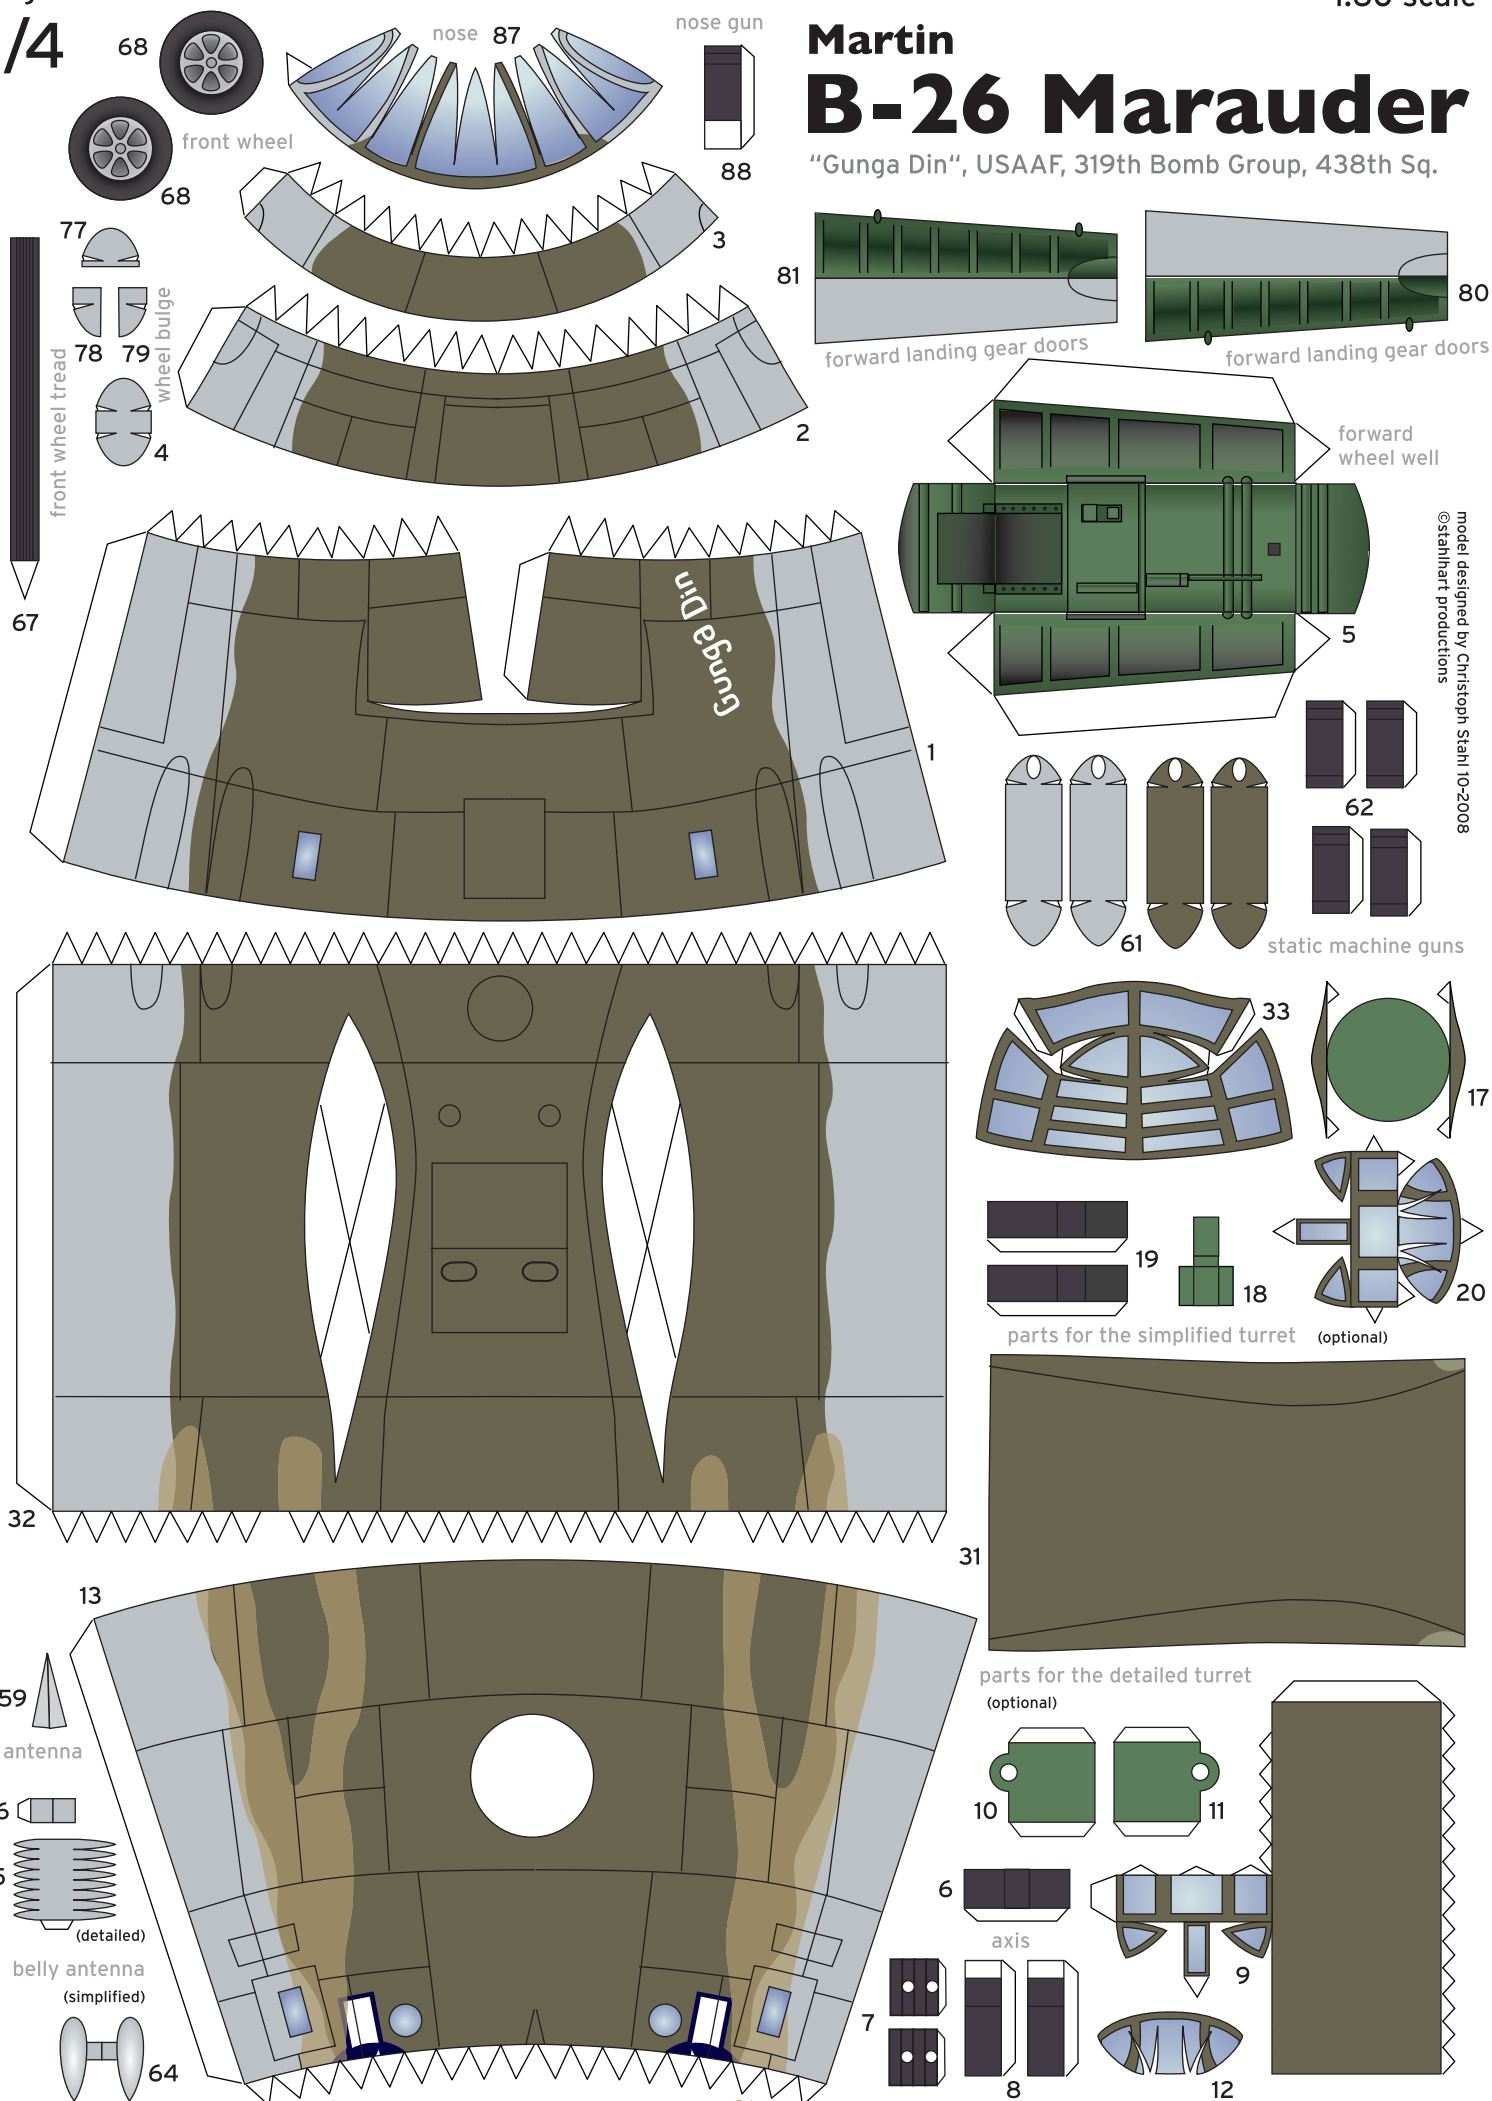 /4
Martin
B-26 Marauder
“Gunga Din“, USAAF, 319th Bomb Group, 438th Sq.
68
68
front wheel
nose 87
nose gun
88
3
77
78 79
4
wheel bulge
front wheel tread
67
2
81
forward landing gear doors
80
forward landing gear doors
forward
wheel well
5
model designed by Christoph Stahl 10-2008
©stahlhart productions
Gunga Din
1
62
61
static machine guns
33
17
19
18
20
parts for the simplified turret (optional)
32
31
13
59
antenna
parts for the detailed turret
(optional)
10
11
6
axis
9
7
8
12
(detailed)
belly antenna
(simplified)
64